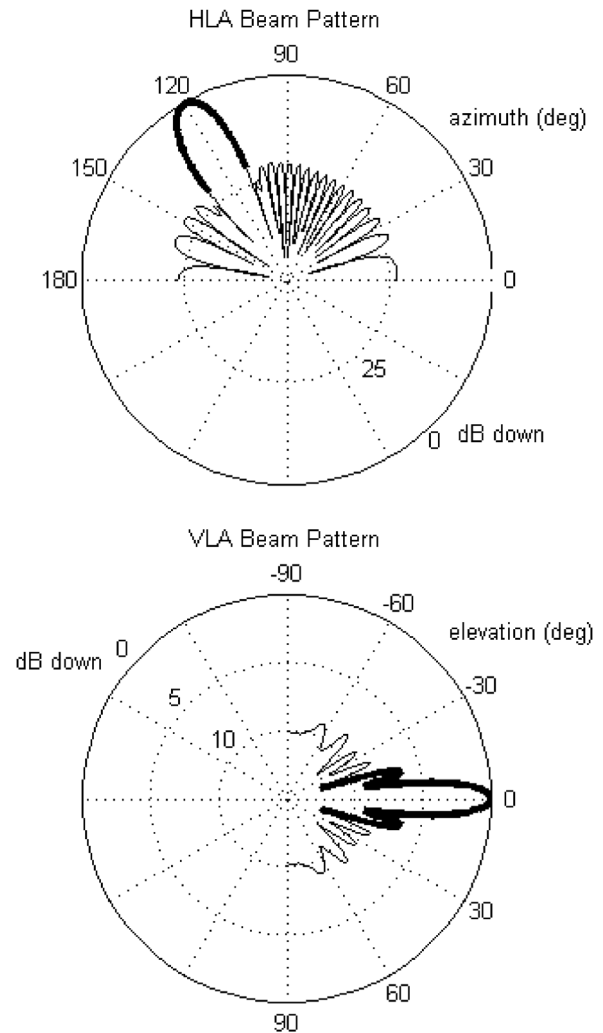 HLA Beam Pattern
90
120
60
azimuth (deg)
150
30
180
0
25
0 dB down
VLA Beam Pattern
-90
-60
elevation (deg)
dB down 0
-30
5
10
0
30
60
90